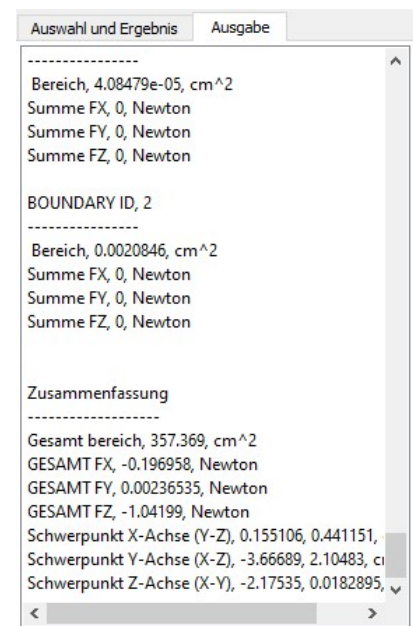 Auswahl und Ergebnis Ausgabe
----------------
Bereich, 4.08479e-05, cm^2
Summe FX, 0, Newton
Summe FY, 0, Newton
Summe FZ, 0, Newton
BOUNDARY ID, 2
----------------
Bereich, 0.0020846, cm^2
Summe FX, 0, Newton
Summe FY, 0, Newton
Summe FZ, 0, Newton
Zusammenfassung
-------------------
Gesamt bereich, 357.369, cm^2
GESAMT FX, -0.196958, Newton
GESAMT FY, 0.00236535, Newton
GESAMT FZ, -1.04199, Newton
Schwerpunkt X-Achse (Y-Z), 0.155106, 0.441151,
Schwerpunkt Y-Achse (X-Z), -3.66689, 2.10483,
Schwerpunkt Z-Achse (X-Y), -2.17535, 0.0182895,